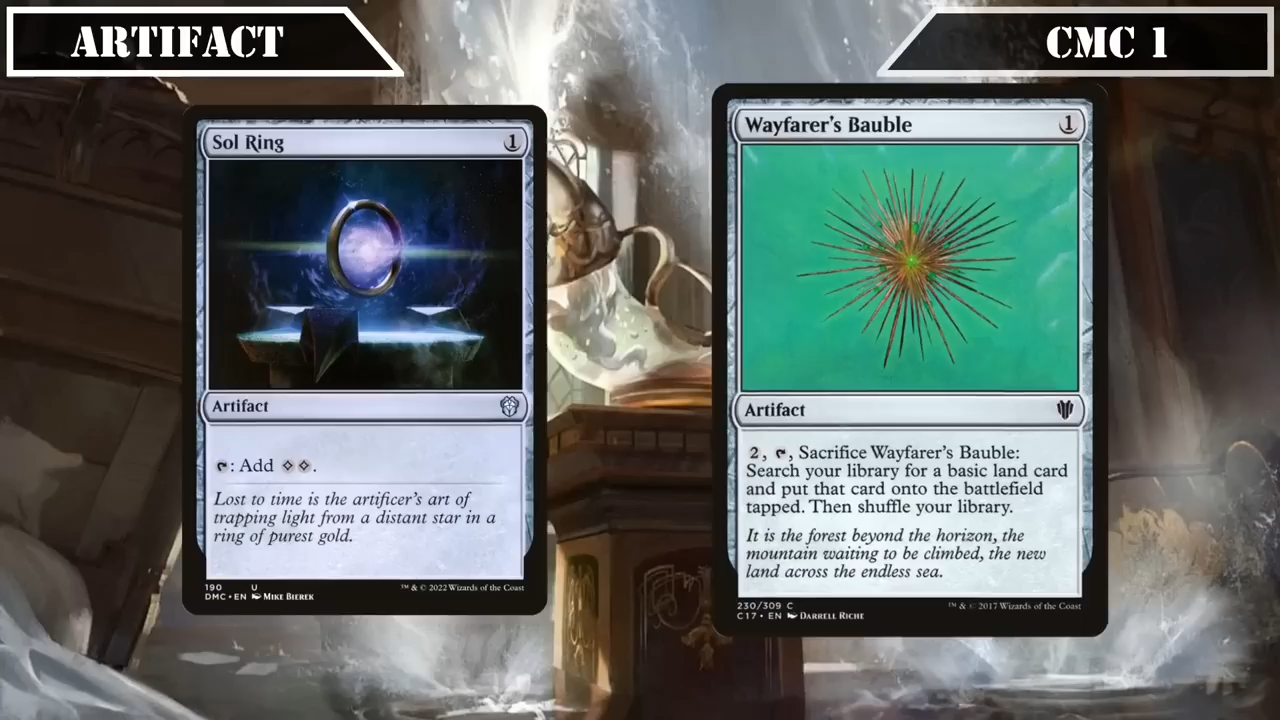 ARTIFACT
CMC 1
Sol Ring 1
Artifact
: Add .
Lost to time is the artificer's art of
trapping light from a distant star in a
ring of purest gold.
190 U
DMC • EN Mike Bierek
™ & © 2022 Wizards of the Coast
Wayfarer's Bauble 1
Artifact
2, , Sacrifice Wayfarer's Bauble:
Search your library for a basic land card
and put that card onto the battlefield
tapped. Then shuffle your library.
It is the forest beyond the horizon, the
mountain waiting to be climbed, the new
land across the endless sea.
230/309 C
C17 • EN Darrell Riche
™ & © 2017 Wizards of the Coast